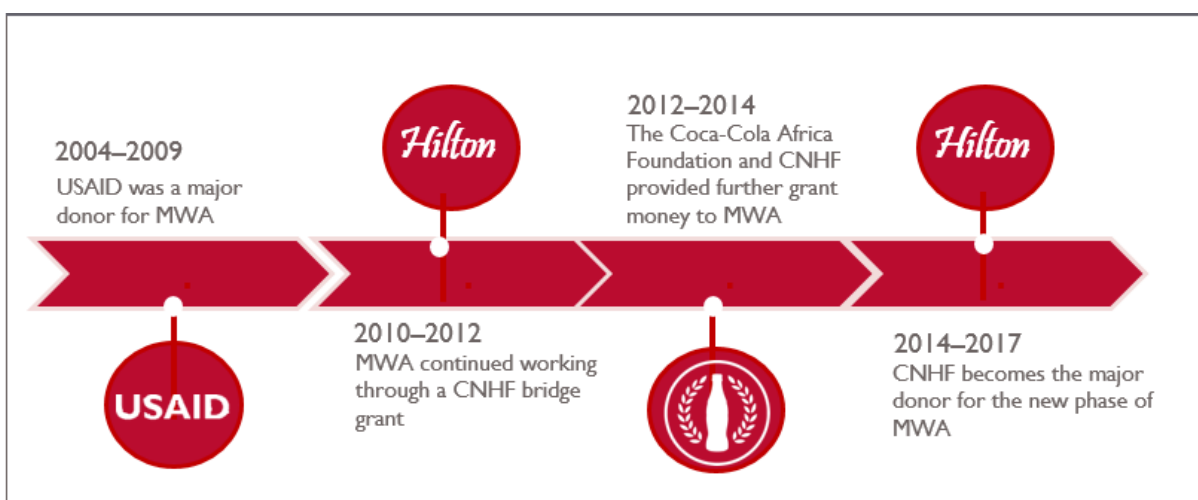 2004–2009
USAID was a major
donor for MWA
USAID
Hilton
2010–2012
MWA continued working
through a CNHF bridge
grant
2012–2014
The Coca-Cola Africa
Foundation and CNHF
provided further grant
money to MWA
Hilton
2014–2017
CNHF becomes the major
donor for the new phase of
MWA